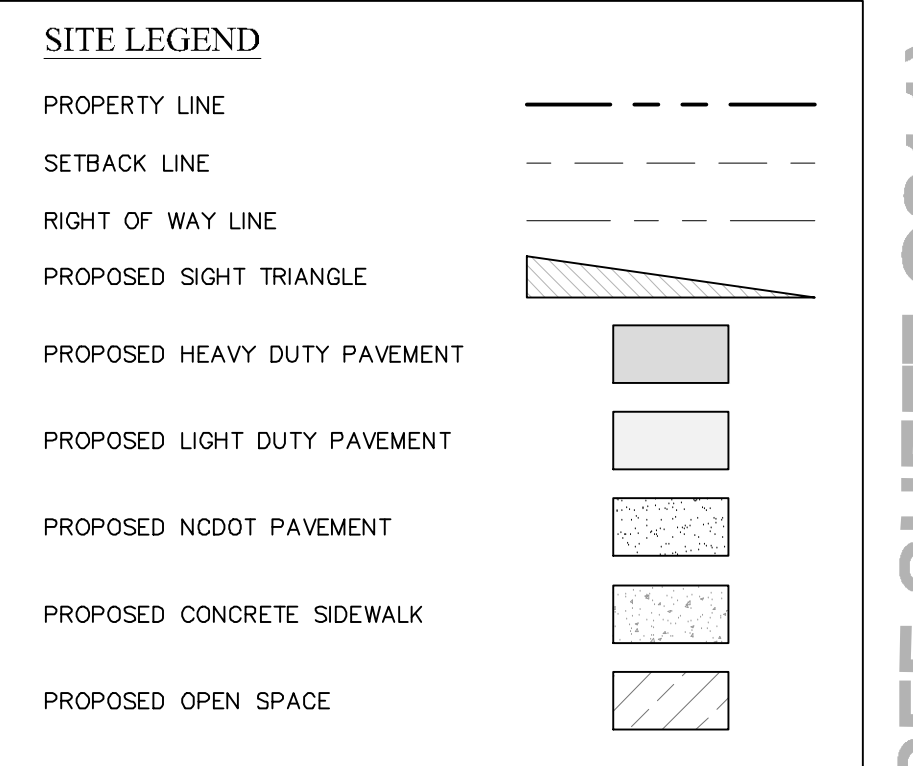 SITE LEGEND
PROPERTY LINE
SETBACK LINE
RIGHT OF WAY LINE
PROPOSED SIGHT TRIANGLE
PROPOSED HEAVY DUTY PAVEMENT
PROPOSED LIGHT DUTY PAVEMENT
PROPOSED NCDOT PAVEMENT
PROPOSED CONCRETE SIDEWALK
PROPOSED OPEN SPACE